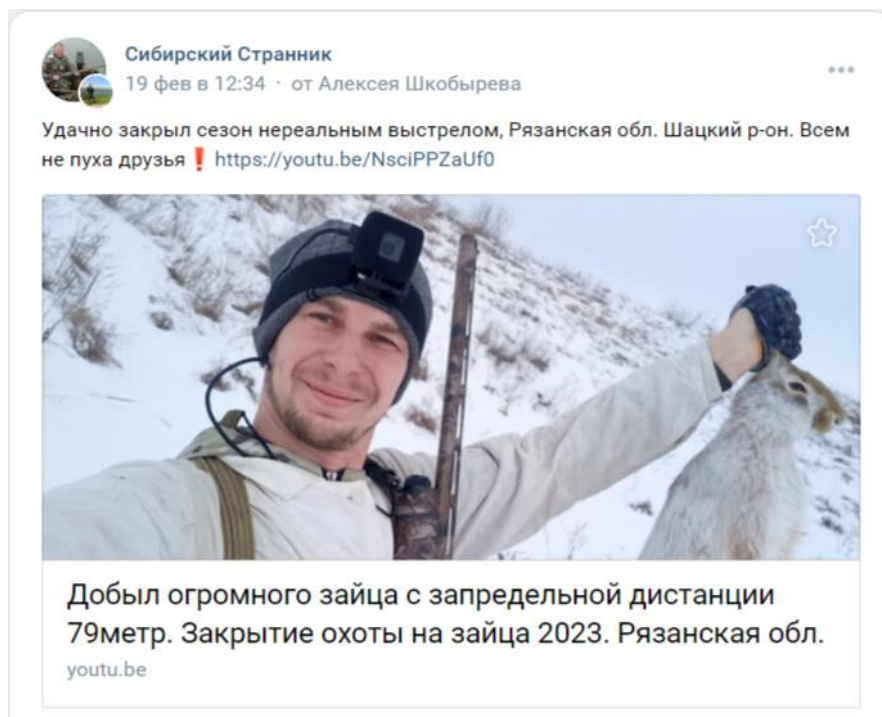 Сибирский Странник
19 фев в 12:34 · от Алексея Шкобырева
Удачно закрыл сезон нереальным выстрелом, Рязанская обл. Шацкий р-он. Всем
не пуха друзья❗ https://youtu.be/NsciPPZaUf0
Добыл огромного зайца с запредельной дистанции
79метр. Закрытие охоты на зайца 2023. Рязанская обл.
youtu.be